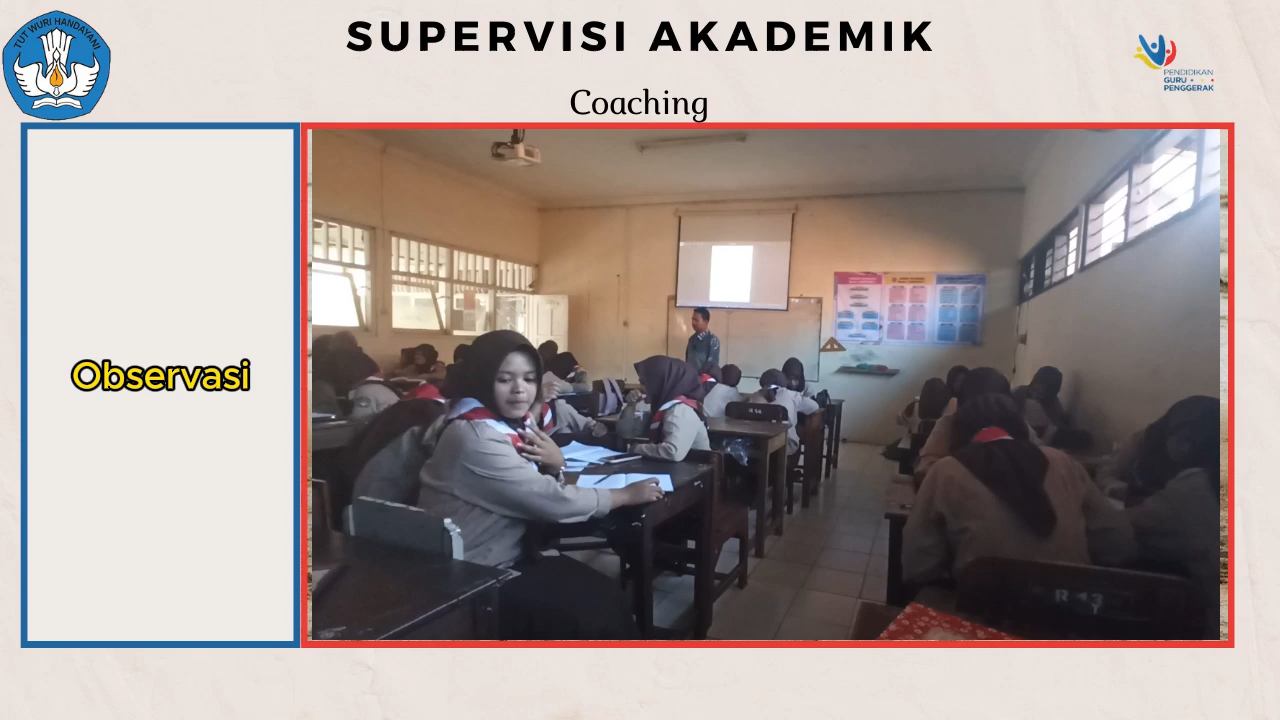 TUT WURI HANDAYANI
SUPERVISI AKADEMIK
PENDIDIKAN
GURU
PENGGERAK
Coaching
Observasi